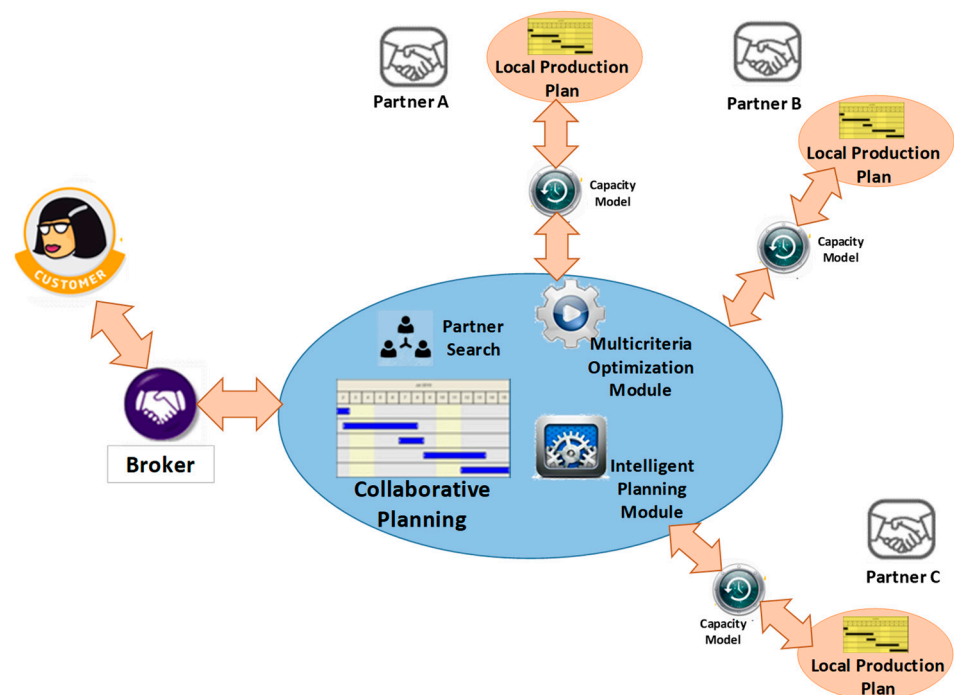 Partner A
Local Production
Plan
Partner B
Local Production
Plan
Capacity
Model
Capacity
Model
CUSTOMER
Partner
Search
Multicriteria
Optimization
Module
Broker
Collaborative
Planning
Intelligent
Planning
Module
Partner C
Capacity
Model
Local Production
Plan